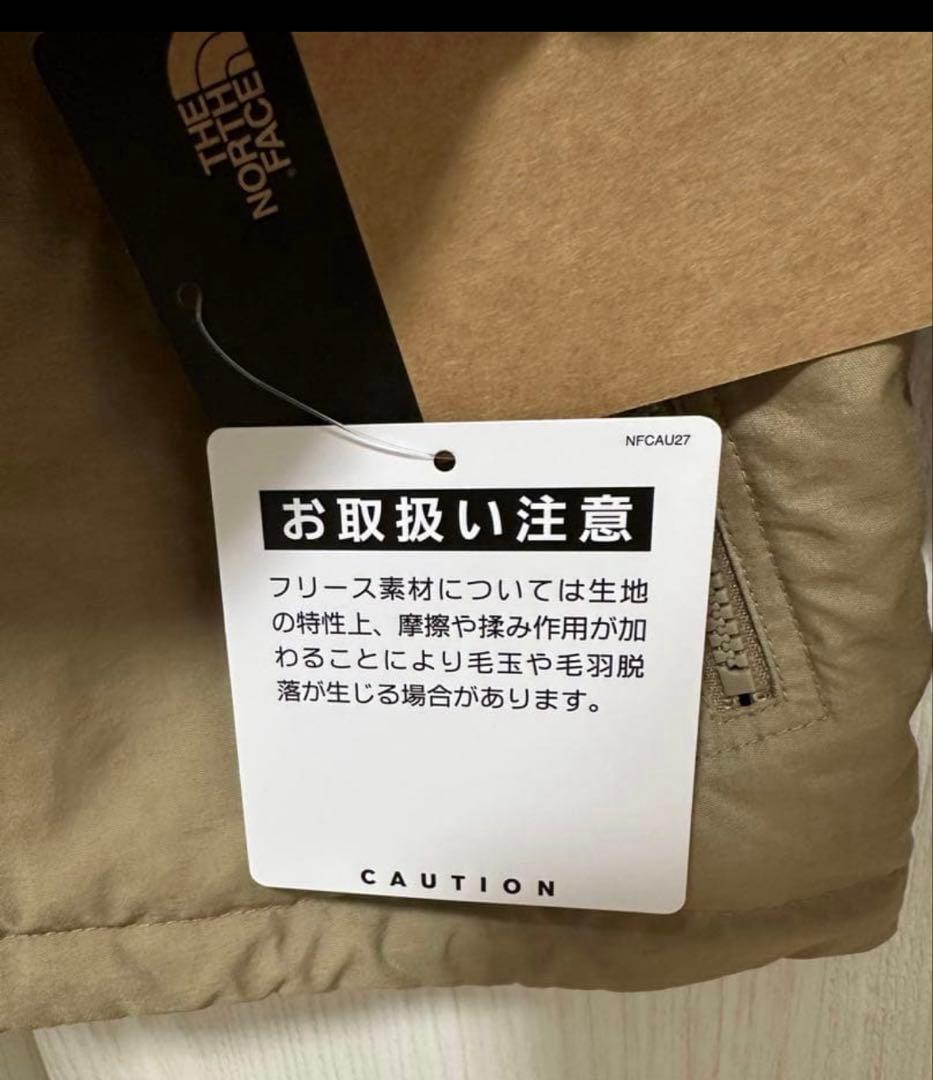 THE
NORTH
FACE®
NFCAU27
お取扱い注意
フリース素材については生地
の特性上、摩擦や揉み作用が加
わることにより毛玉や毛羽脱
落が生じる場合があります。
CAUTION